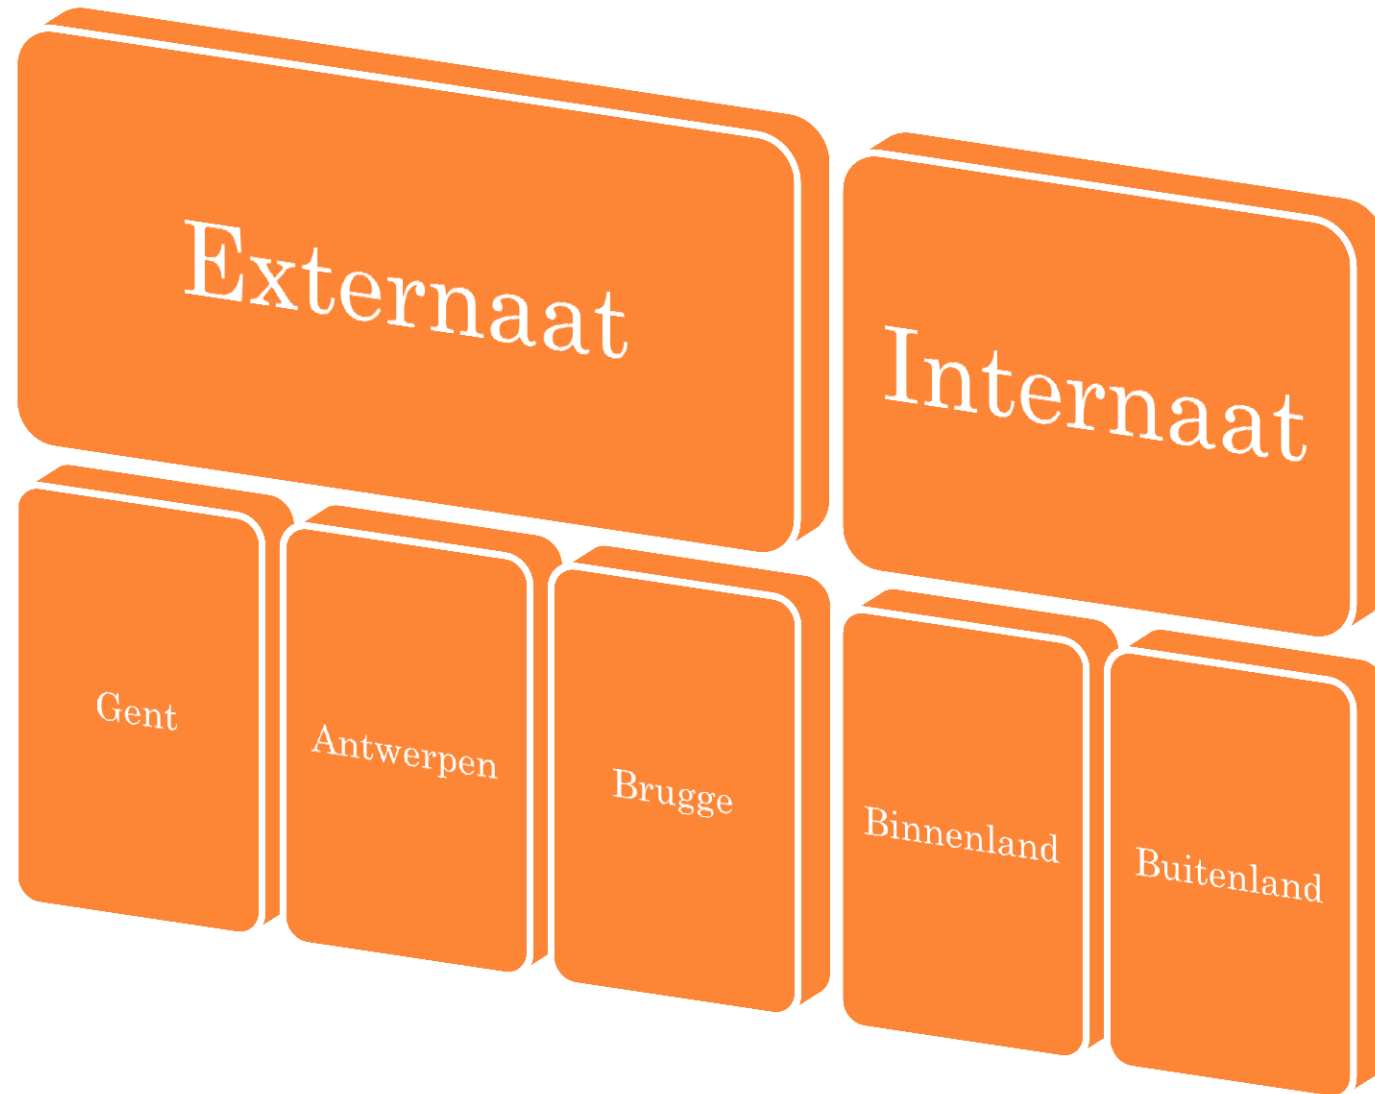 Externaat
Internaat
Gent
Antwerpen
Brugge
Binnenland
Buitenland